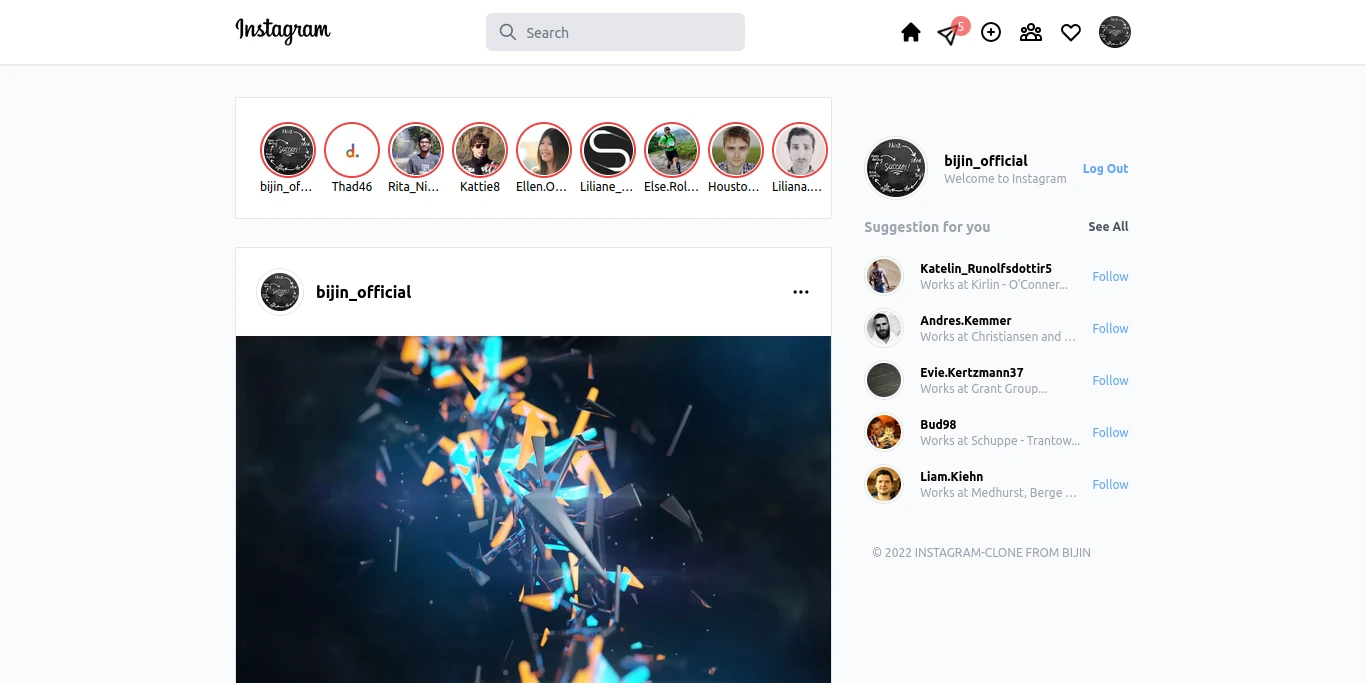 Instagram
Search
5
bijin_of...
Thad46
Rita_Ni...
Kattie8
Ellen.O...
Liliane_...
Else.Rol...
Housto...
Liliana....
bijin_official
bijin_official
Welcome to Instagram
Log Out
Suggestion for you
See All
Katelin_Runolfsdottir5
Works at Kirlin - O'Conner...
Follow
Andres.Kemmer
Works at Christiansen and ...
Follow
Evie.Kertzmann37
Works at Grant Group...
Follow
Bud98
Works at Schuppe - Trantow...
Follow
Liam.Kiehn
Works at Medhurst, Berge ...
Follow
© 2022 INSTAGRAM-CLONE FROM BIJIN